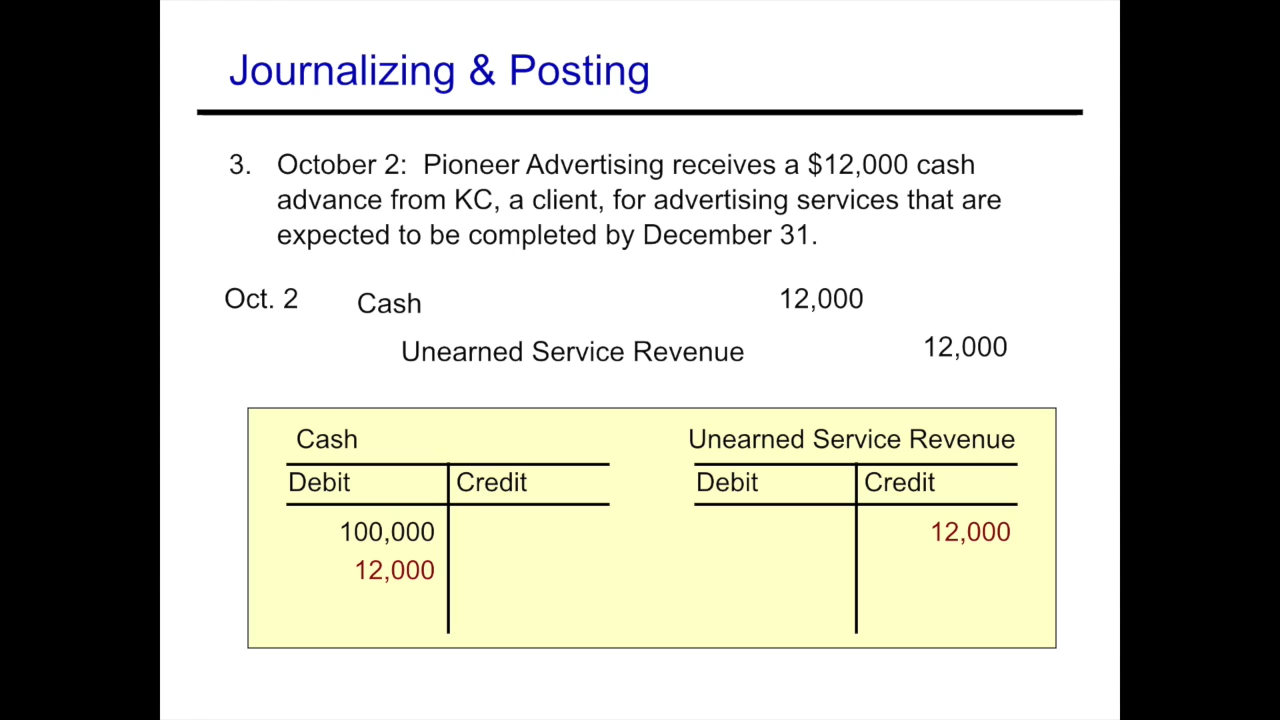 Journalizing & Posting
3. October 2: Pioneer Advertising receives a $12,000 cash
advance from KC, a client, for advertising services that are
expected to be completed by December 31.
Oct. 2 Cash 12,000
Unearned Service Revenue 12,000
Cash Unearned Service Revenue
Debit Credit Debit Credit
100,000 12,000
12,000